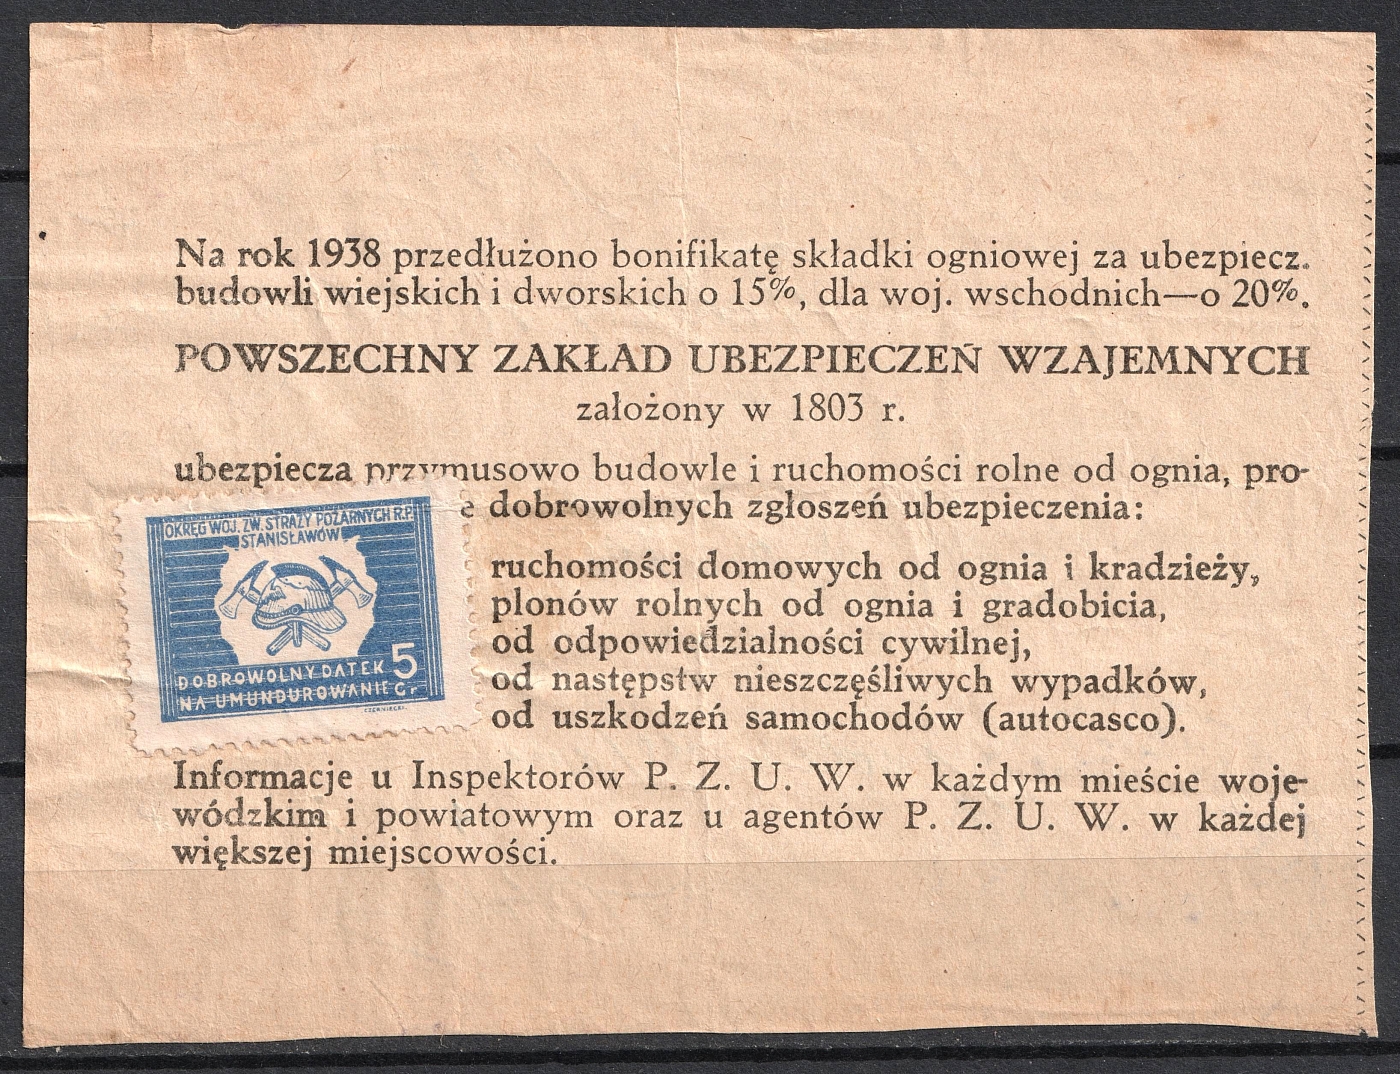 Na rok 1938 przedłużono bonifikatę składki ogniowej za ubezpiecz.
budowli wiejskich i dworskich o 15%, dla woj. wschodnich—o 20%.
POWSZECHNY ZAKŁAD UBEZPIECZEŃ WZAJEMNYCH
założony w 1803 r.
ubezpiecza przymusowo budowle i ruchomości rolne od ognia, pro-
e dobrowolnych zgłoszeń ubezpieczenia:
OKRĘG WOJ. ZW. STRAŻY POŻARNYCH R.P.
STANISŁAWÓW
DOBROWOLNY DATEK 5
NA UMUNDUROWANIE Gr
ruchomości domowych od ognia i kradzieży,
plonów rolnych od ognia i gradobicia,
od odpowiedzialności cywilnej,
od następstw nieszczęśliwych wypadków,
od uszkodzeń samochodów (autocasco).
Informacje u Inspektorów P. Z. U. W. w każdym mieście woje-
wódzkim i powiatowym oraz u agentów P. Z. U. W. w każdej
większej miejscowości.